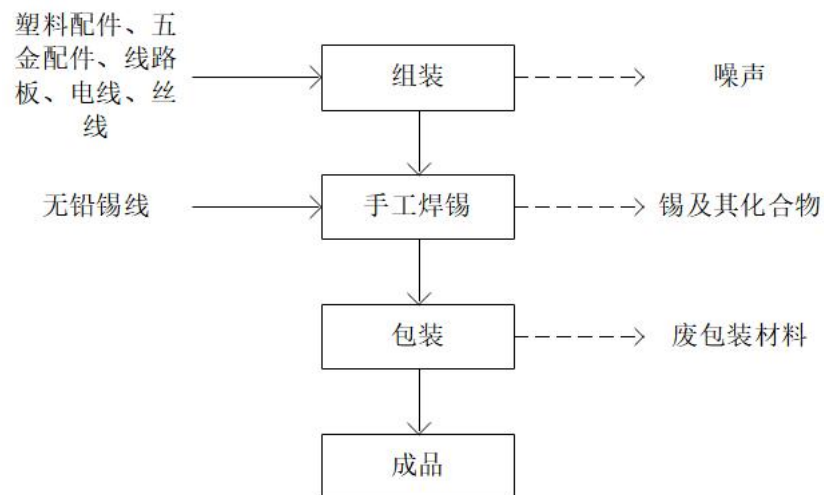 塑料配件、五
金配件、线路
板、电线、丝
线
组装
噪声
无铅锡线
手工焊锡
锡及其化合物
包装
废包装材料
成品